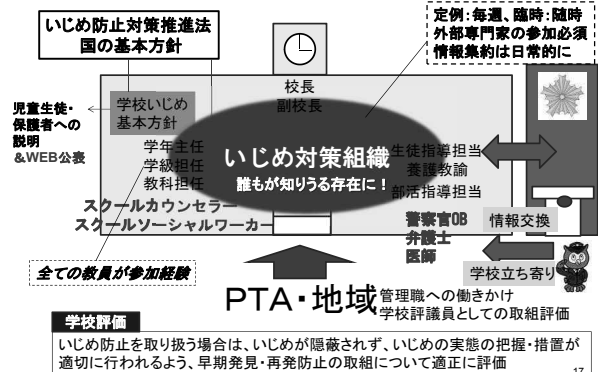 いじめ防止対策推進法
国の基本方針
定例：毎週、臨時：随時
外部専門家の参加必須
情報集約は日常的に
校長
副校長
児童生徒・
保護者への
説明
&WEB公表
学校いじめ
基本方針
学年主任
学級担任
教科担任
スクールカウンセラー
スクールソーシャルワーカー
いじめ対策組織
誰もが知りうる存在に！
生徒指導担当
養護教諭
部活指導担当
警察官OB
弁護士
医師
情報交換
学校立ち寄り
全ての教員が参加経験
PTA・地域
管理職への働きかけ
学校評議員としての取組評価
学校評価
いじめ防止を取り扱う場合は、いじめが隠蔽されず、いじめの実態の把握・措置が
適切に行われるよう、早期発見・再発防止の取組について適正に評価
17